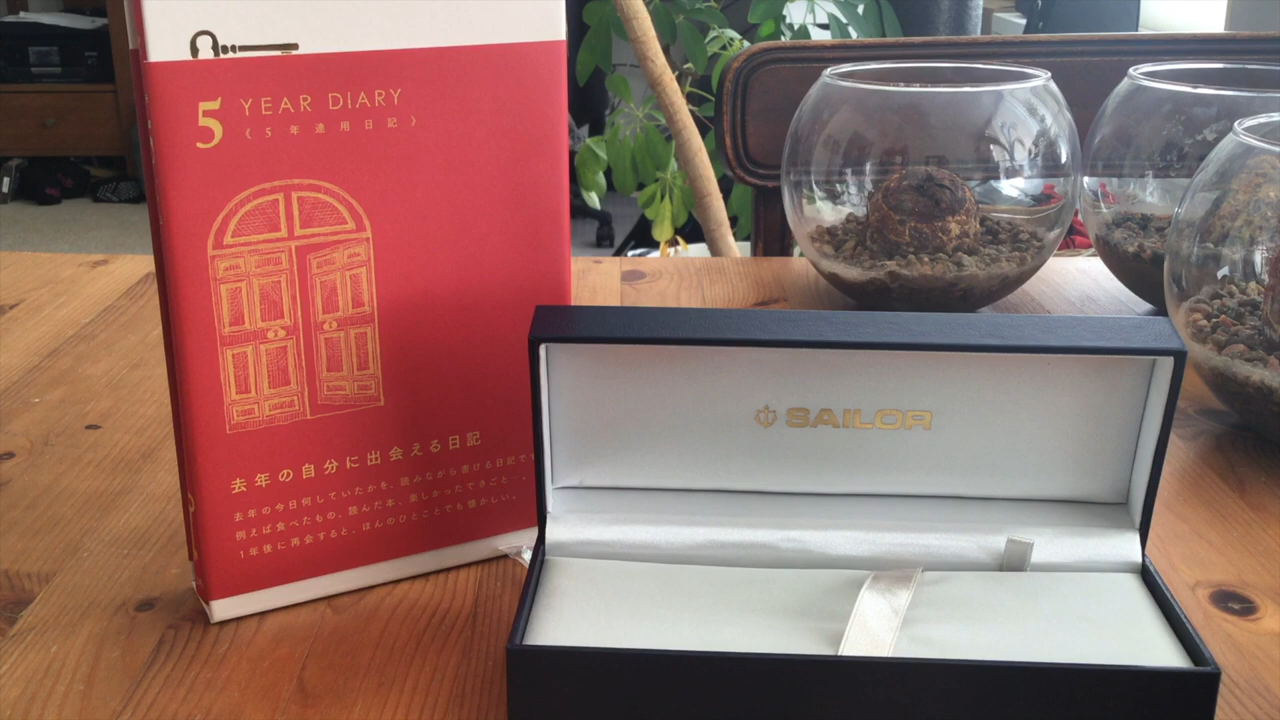 5 YEAR DIARY
《5年連用日記》
去年の自分に出会える日記
去年の今日何していたかを、読みながら書ける日記です
例えば食べたもの、読んだ本、楽しかったできごと…。
1年後に再会すると、ほんのひとことでも懐かしい。
SAILOR